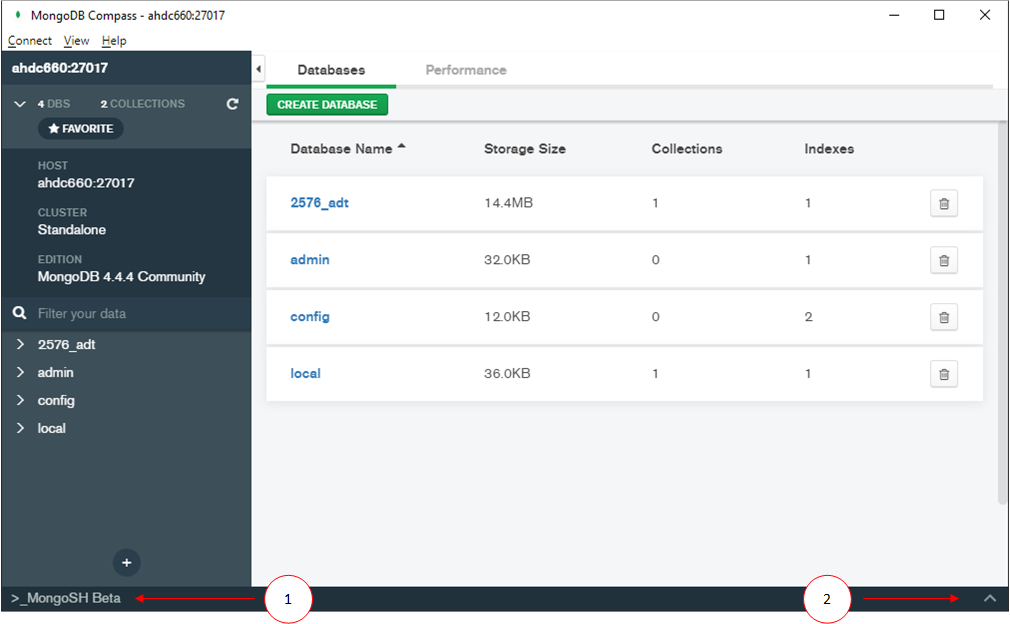 MongoDB Compass - ahdc660:27017
Connect View Help
ahdc660:27017
4 DBS 2 COLLECTIONS
FAVORITE
HOST
ahdc660:27017
CLUSTER
Standalone
EDITION
MongoDB 4.4.4 Community
Filter your data
2576_adt
admin
config
local
Databases Performance
CREATE DATABASE
Database Name Storage Size Collections Indexes
2576_adt 14.4MB 1 1
admin 32.0KB 0 1
config 12.0KB 0 2
local 36.0KB 1 1
>_MongoSH Beta 1 2